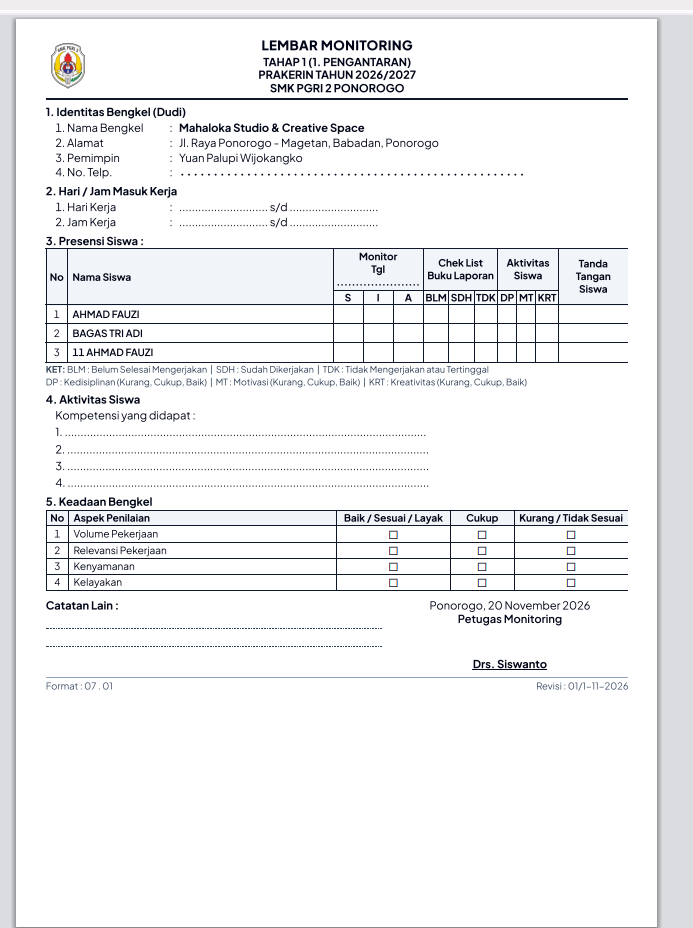 LEMBAR MONITORING
TAHAP 1 (1. PENGANTARAN)
PRAKERIN TAHUN 2026/2027
SMK PGRI 2 PONOROGO
1. Identitas Bengkel (Dudi)
1. Nama Bengkel : Mahaloka Studio & Creative Space
2. Alamat : Jl. Raya Ponorogo - Magetan, Babadan, Ponorogo
3. Pemimpin : Yuan Palupi Wijokangko
4. No. Telp. : ....................................................
2. Hari / Jam Masuk Kerja
1. Hari Kerja : ............................ s/d ............................
2. Jam Kerja : ............................ s/d ............................
3. Presensi Siswa :
No Nama Siswa Monitor Tgl ...................... Chek List Buku Laporan Aktivitas Siswa Tanda Tangan Siswa
S I A BLM SDH TDK DP MT KRT
1 AHMAD FAUZI
2 BAGAS TRI ADI
3 11 AHMAD FAUZI
KET: BLM : Belum Selesai Mengerjakan | SDH : Sudah Dikerjakan | TDK : Tidak Mengerjakan atau Tertinggal
DP : Kedisiplinan (Kurang, Cukup, Baik) | MT : Motivasi (Kurang, Cukup, Baik) | KRT : Kreativitas (Kurang, Cukup, Baik)
4. Aktivitas Siswa
Kompetensi yang didapat :
1. ................................................................................................................
2. ................................................................................................................
3. ................................................................................................................
4. ................................................................................................................
5. Keadaan Bengkel
No Aspek Penilaian Baik / Sesuai / Layak Cukup Kurang / Tidak Sesuai
1 Volume Pekerjaan ☐ ☐ ☐
2 Relevansi Pekerjaan ☐ ☐ ☐
3 Kenyamanan ☐ ☐ ☐
4 Kelayakan ☐ ☐ ☐
Catatan Lain :
Ponorogo, 20 November 2026
Petugas Monitoring
Drs. Siswanto
Format : 07 . 01
Revisi : 01/1-11-2026